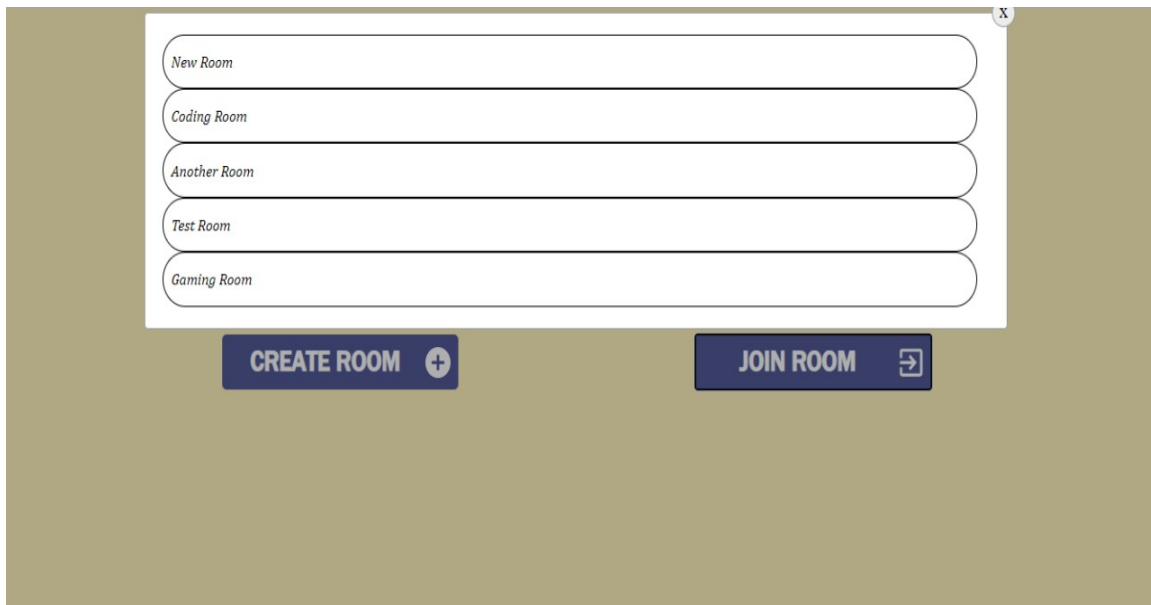 X
New Room
Coding Room
Another Room
Test Room
Gaming Room
CREATE ROOM
JOIN ROOM